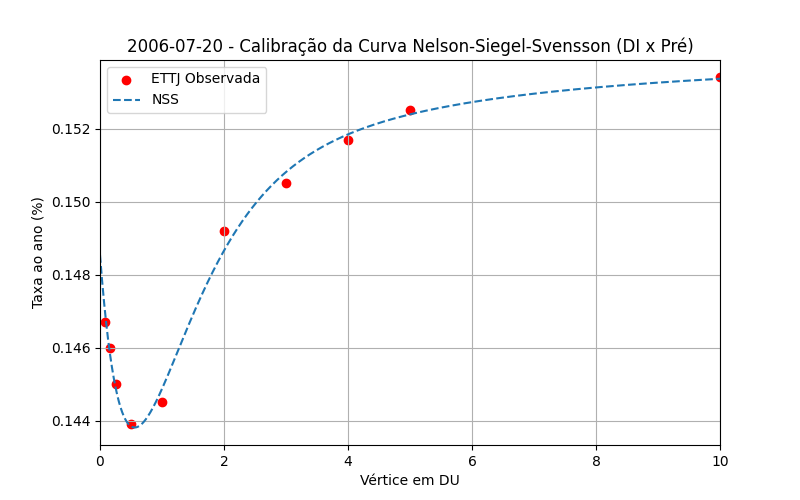 2006-07-20 - Calibração da Curva Nelson-Siegel-Svensson (DI x Pré)
ETTJ Observada
NSS
Taxa ao ano (%)
0.152
0.150
0.148
0.146
0.144
0 2 4 6 8 10
Vértice em DU